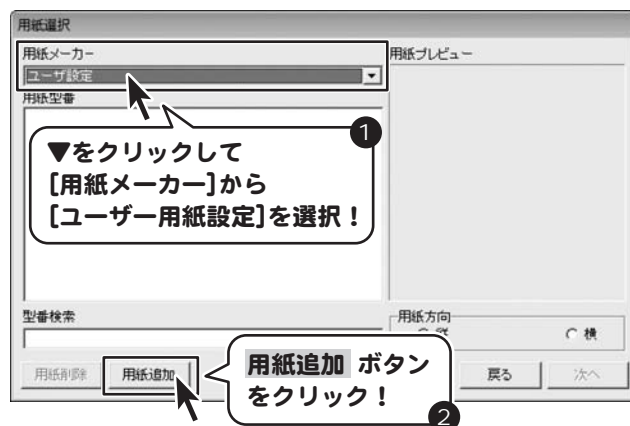 用紙選択
用紙メーカー
ユーザ設定
用紙プレビュー
用紙型番
1
▼をクリックして
[用紙メーカー]から
[ユーザー用紙設定]を選択！
型番検索
用紙方向
横
用紙削除
用紙追加
用紙追加 ボタン
をクリック！
2
戻る
次へ